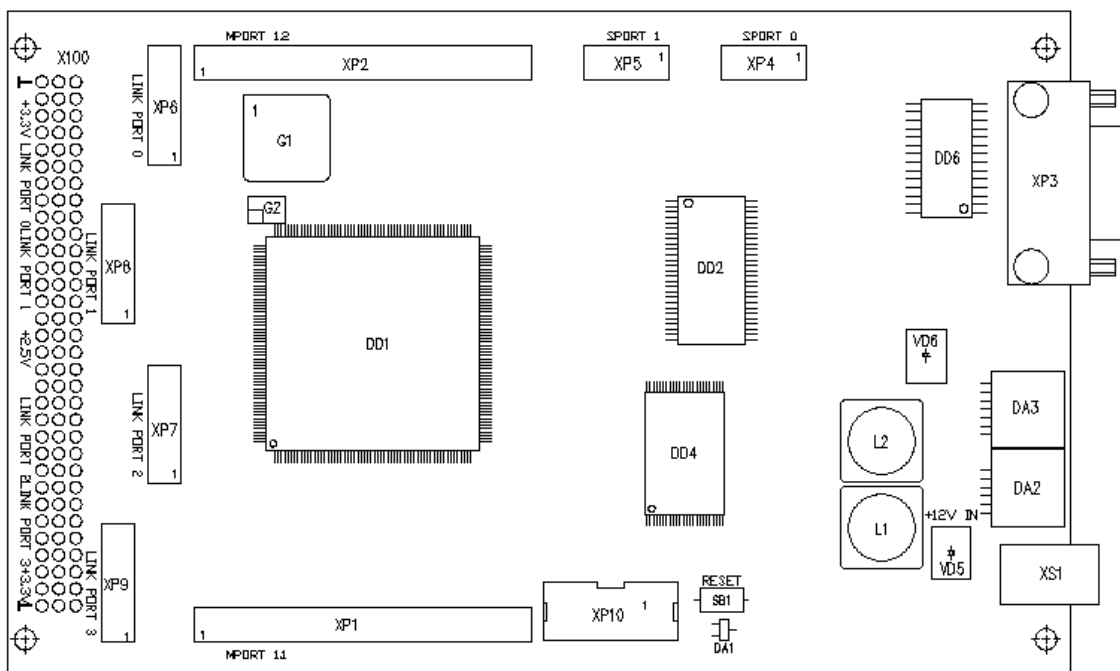 MPORT 12
SPORT 1
SPORT 0
X100
1
XP2
XP5
1
XP4
1
XP6
1
LINK PORT 0
1
G1
DD6
XP3
G2
+3.3V
LINK PORT 0
LINK PORT 1
+2.5V
LINK PORT 2
LINK PORT 3
+3.3V
XP8
1
LINK PORT 1
DD1
DD2
VD6
XP7
1
LINK PORT 2
DA3
L2
DD4
DA2
L1
+12V IN
VD5
XS1
XP9
1
LINK PORT 3
RESET
SB1
DA1
XP10
1
1
XP1
MPORT 11